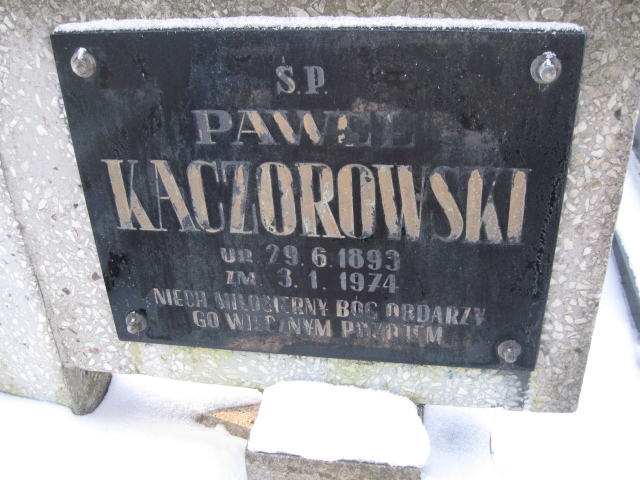 Ś.P.
PAWEŁ
KACZOROWSKI
UR 29.6.1893
ZM. 3.1.1974
NIECH MIŁOSIERNY BÓG OBDARZY
GO WIECZNYM POKOJEM